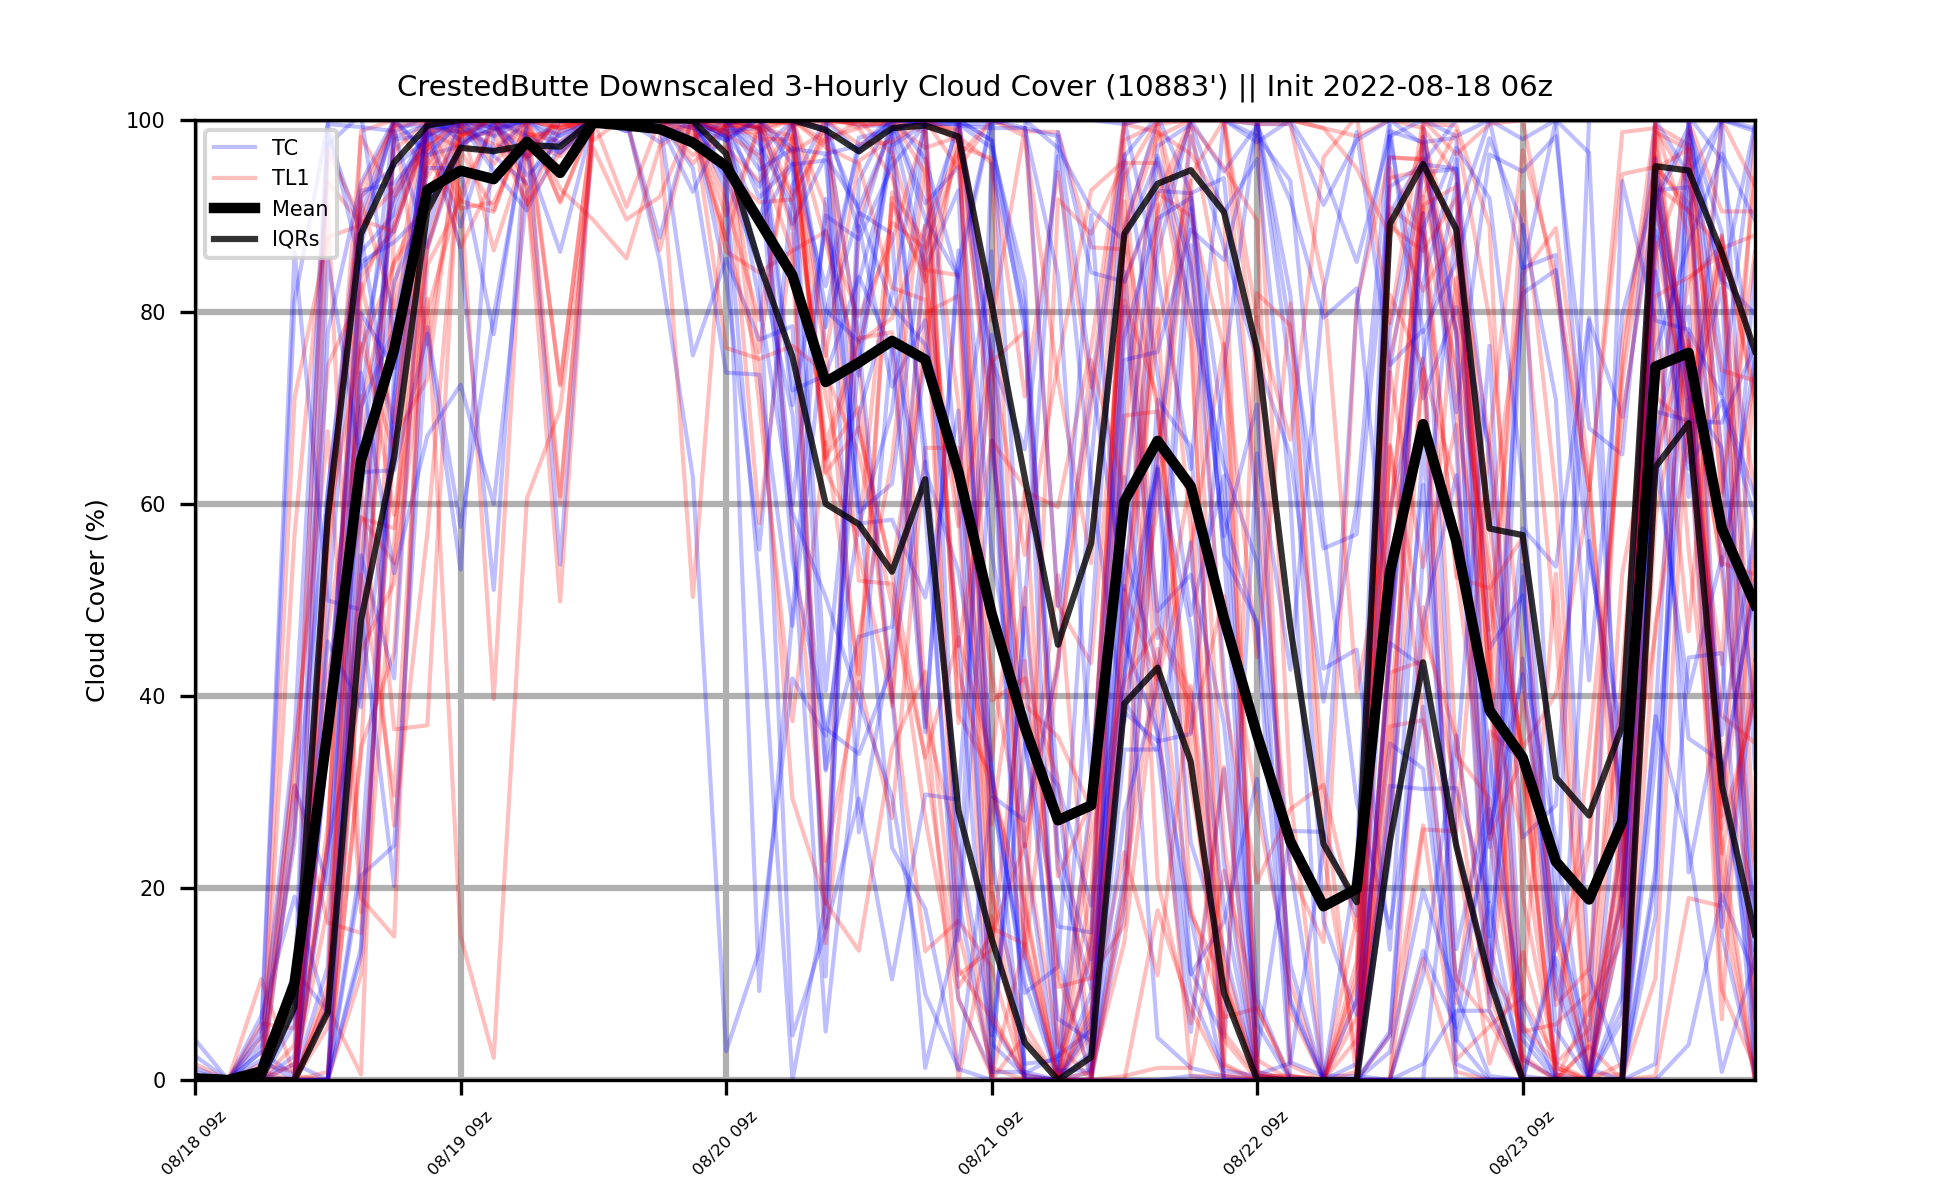 CrestedButte Downscaled 3-Hourly Cloud Cover (10883') || Init 2022-08-18 06z
100
80
60
40
20
0
Cloud Cover (%)
TC
TL1
Mean
IQRs
08/18 09z
08/19 09z
08/20 09z
08/21 09z
08/22 09z
08/23 09z